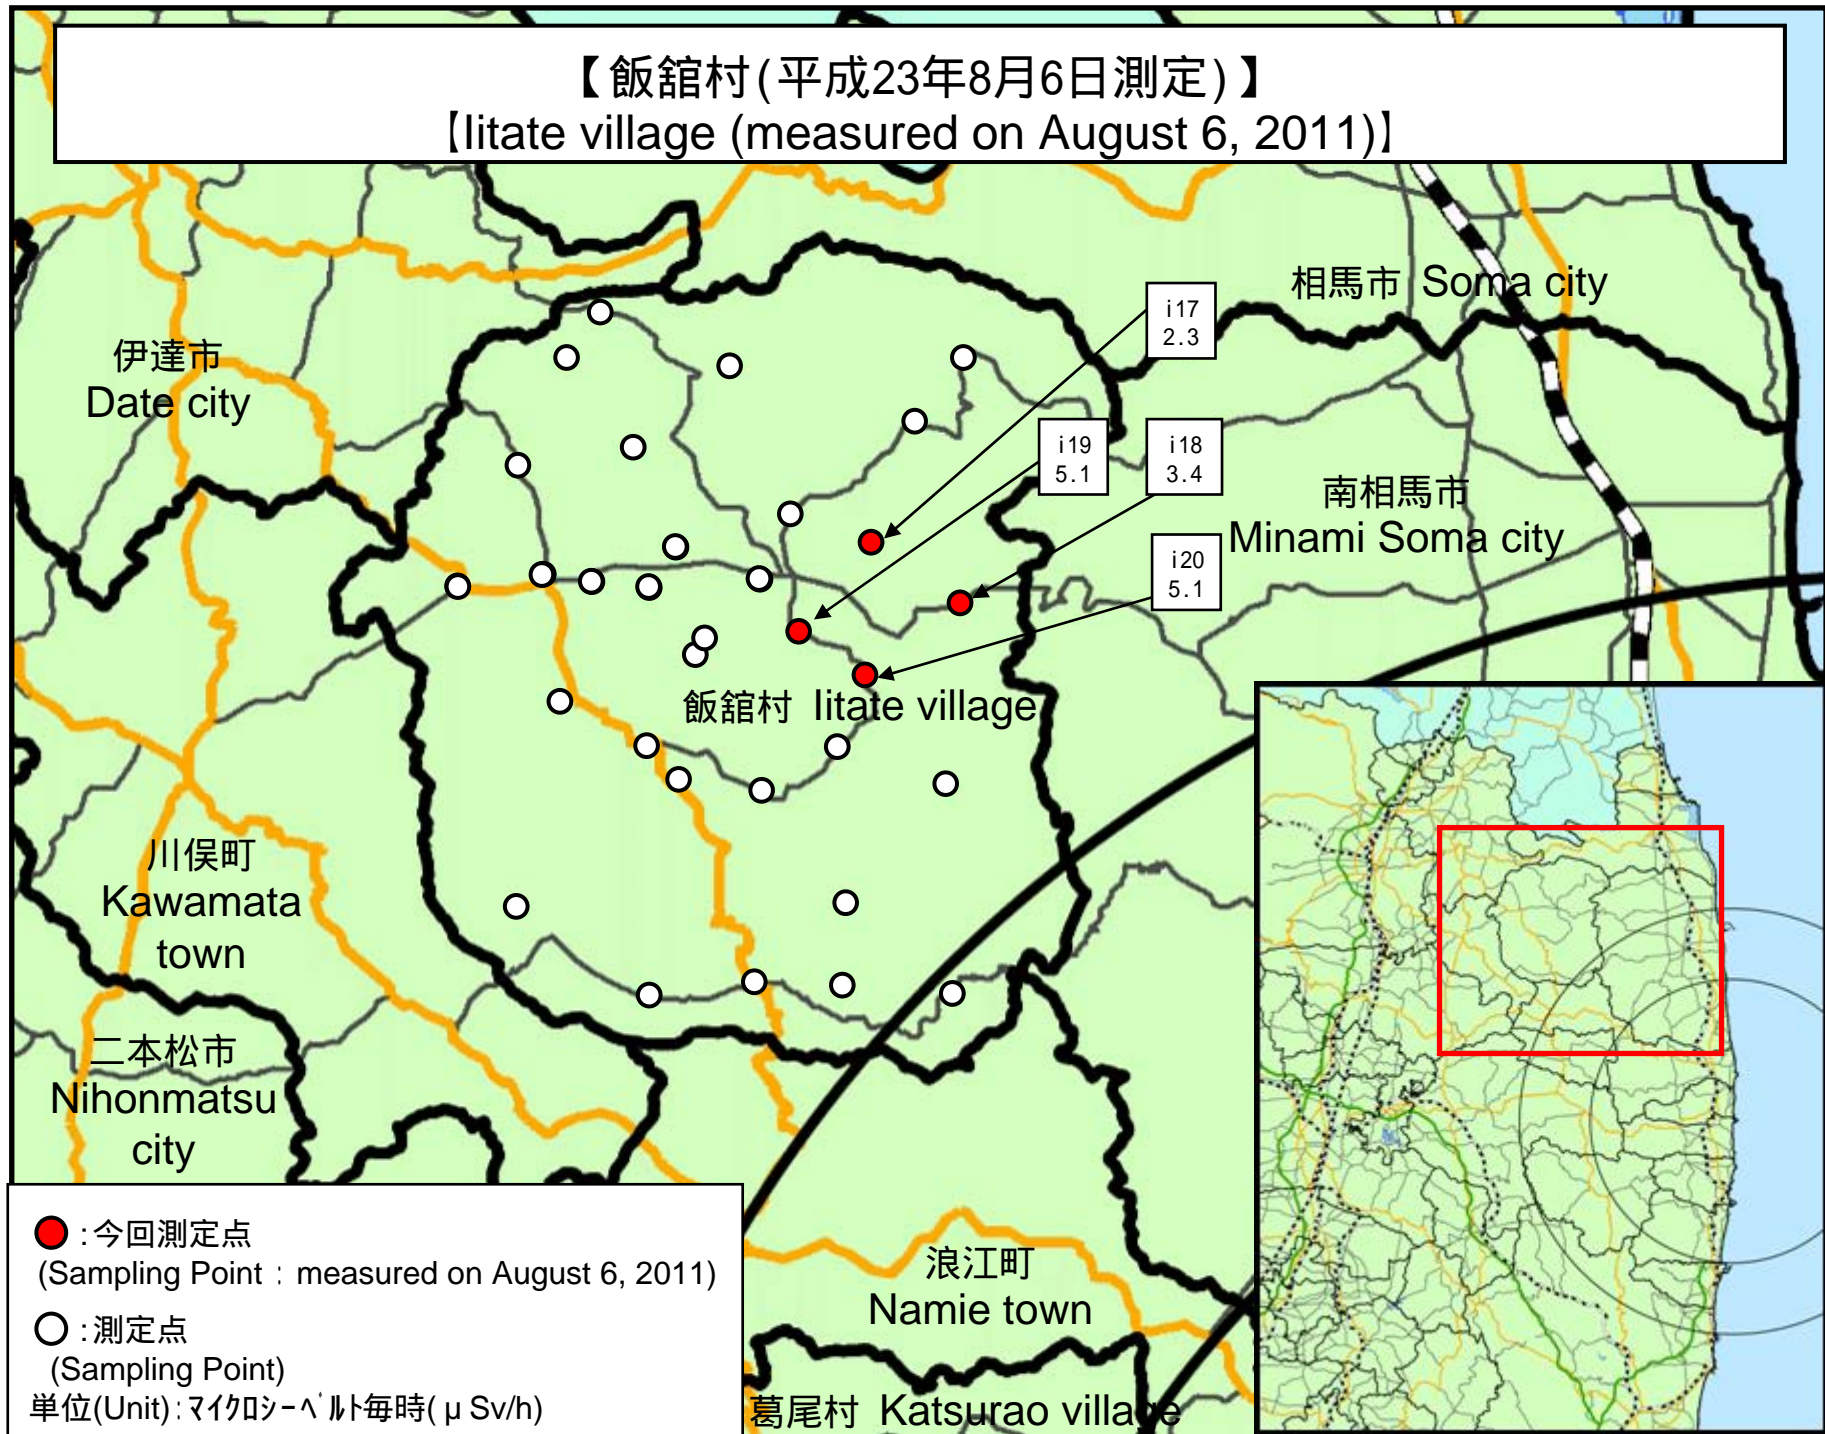 【飯舘村(平成23年8月6日測定)】
【Iitate village (measured on August 6, 2011)】
相馬市 Soma city
i17
2.3
伊達市
Date city
i19
5.1
i18
3.4
南相馬市
Minami Soma city
i20
5.1
飯舘村 Iitate village
川俣町
Kawamata
town
二本松市
Nihonmatsu
city
:今回測定点
(Sampling Point : measured on August 6, 2011)
:測定点
(Sampling Point)
単位(Unit):マイクロシーベルト毎時(μSv/h)
浪江町
Namie town
葛尾村 Katsurao village